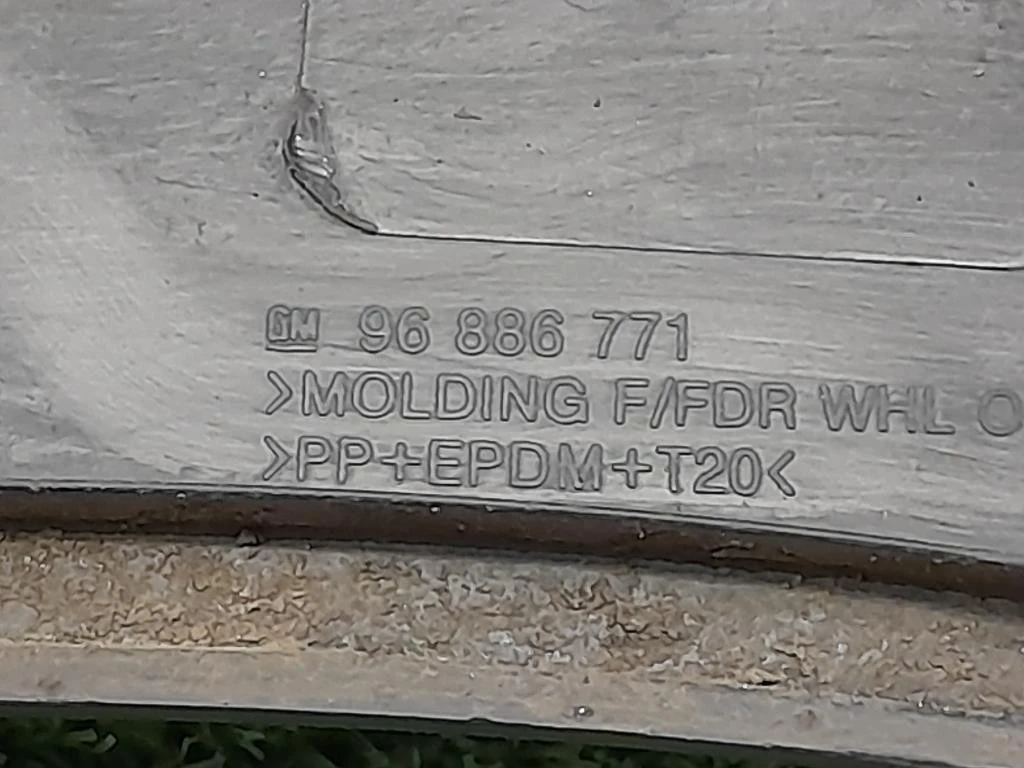 GM 96 886 771
>MOLDING F/FDR WHL O
>PP+EPDM+T20<